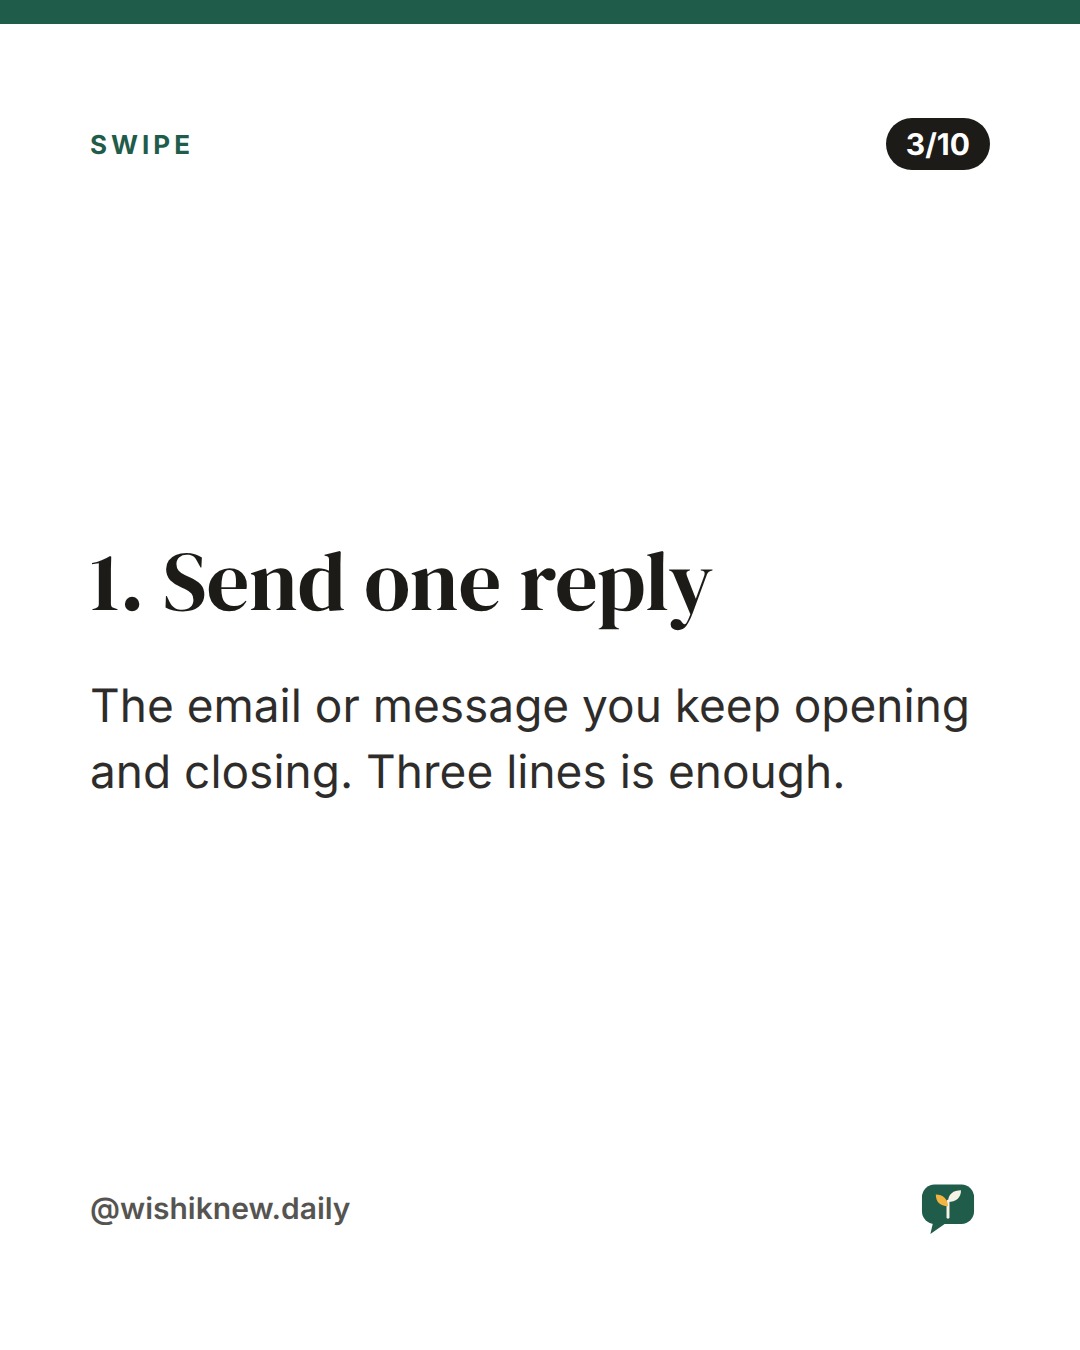 SWIPE
3/10
1. Send one reply
The email or message you keep opening
and closing. Three lines is enough.
@wishiknew.daily